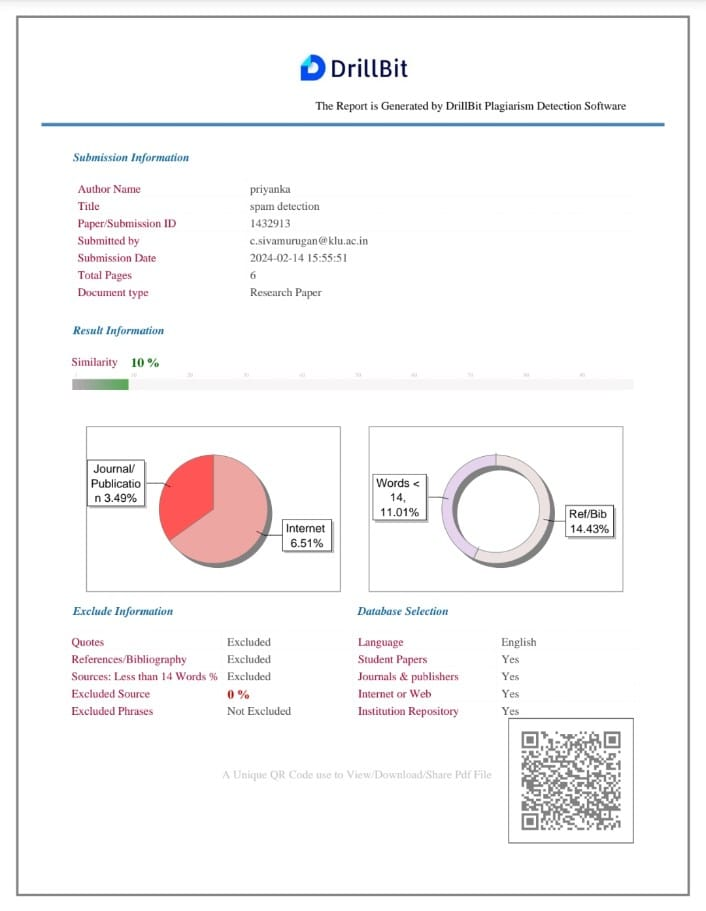 DrillBit
The Report is Generated by DrillBit Plagiarism Detection Software
Submission Information
Author Name priyanka
Title spam detection
Paper/Submission ID 1432913
Submitted by c.sivamurugan@klu.ac.in
Submission Date 2024-02-14 15:55:51
Total Pages 6
Document type Research Paper
Result Information
Similarity 10 %
Journal/
Publicatio
n 3.49%
Internet
6.51%
Words <
14,
11.01%
Ref/Bib
14.43%
Exclude Information
Quotes Excluded
References/Bibliography Excluded
Sources: Less than 14 Words % Excluded
Excluded Source 0 %
Excluded Phrases Not Excluded
Database Selection
Language English
Student Papers Yes
Journals & publishers Yes
Internet or Web Yes
Institution Repository Yes
A Unique QR Code use to View/Download/Share Pdf File